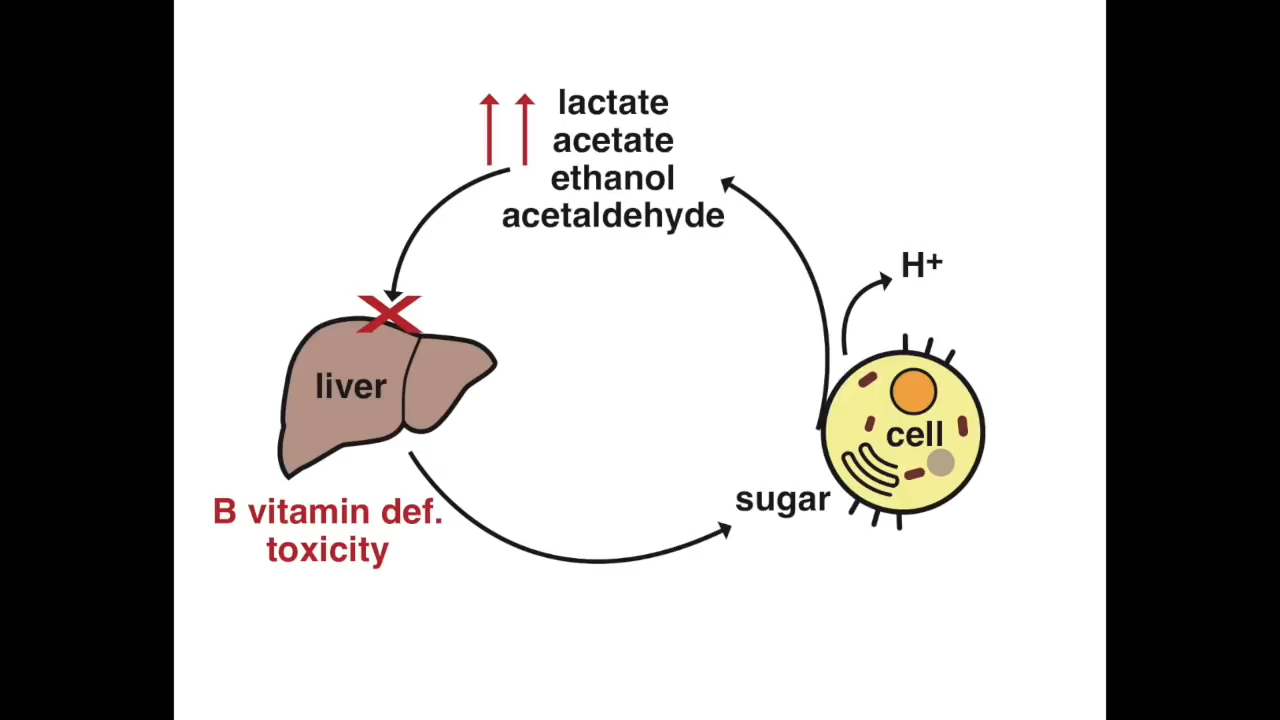 lactate
acetate
ethanol
acetaldehyde
H+
liver
cell
sugar
B vitamin def.
toxicity